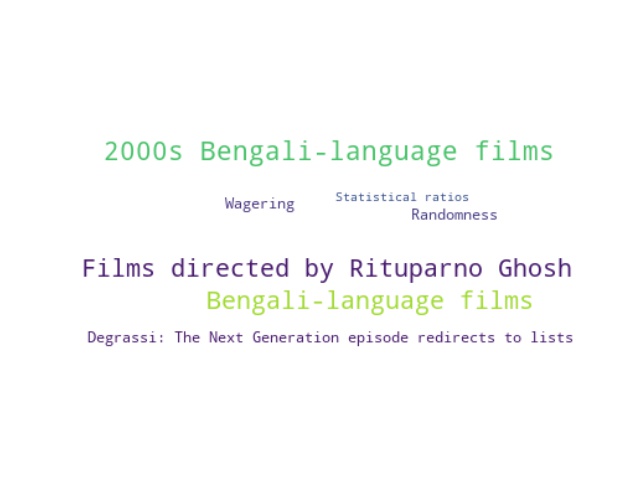 2000s Bengali-language films
Statistical ratios
Wagering
Randomness
Films directed by Rituparno Ghosh
Bengali-language films
Degrassi: The Next Generation episode redirects to lists